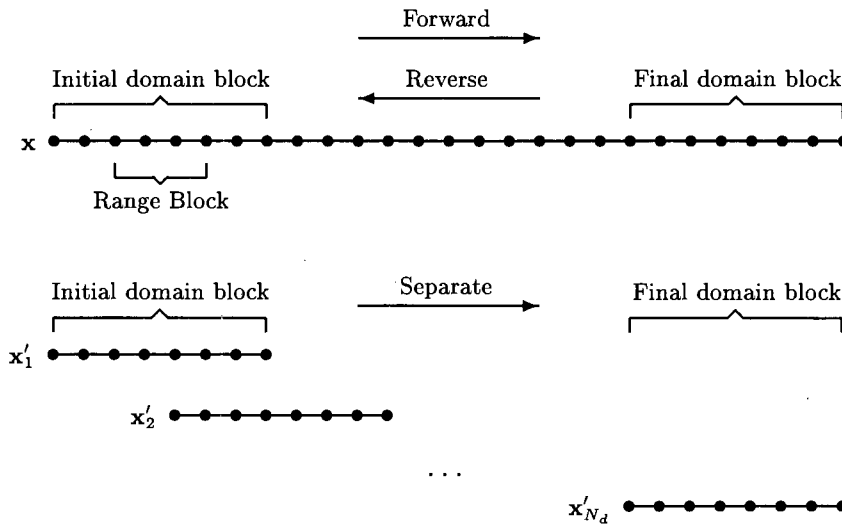 Forward
Initial domain block
Reverse
Final domain block
x
Range Block
Initial domain block
Separate
Final domain block
x′₁
x′₂
. . .
x′_{N_d}